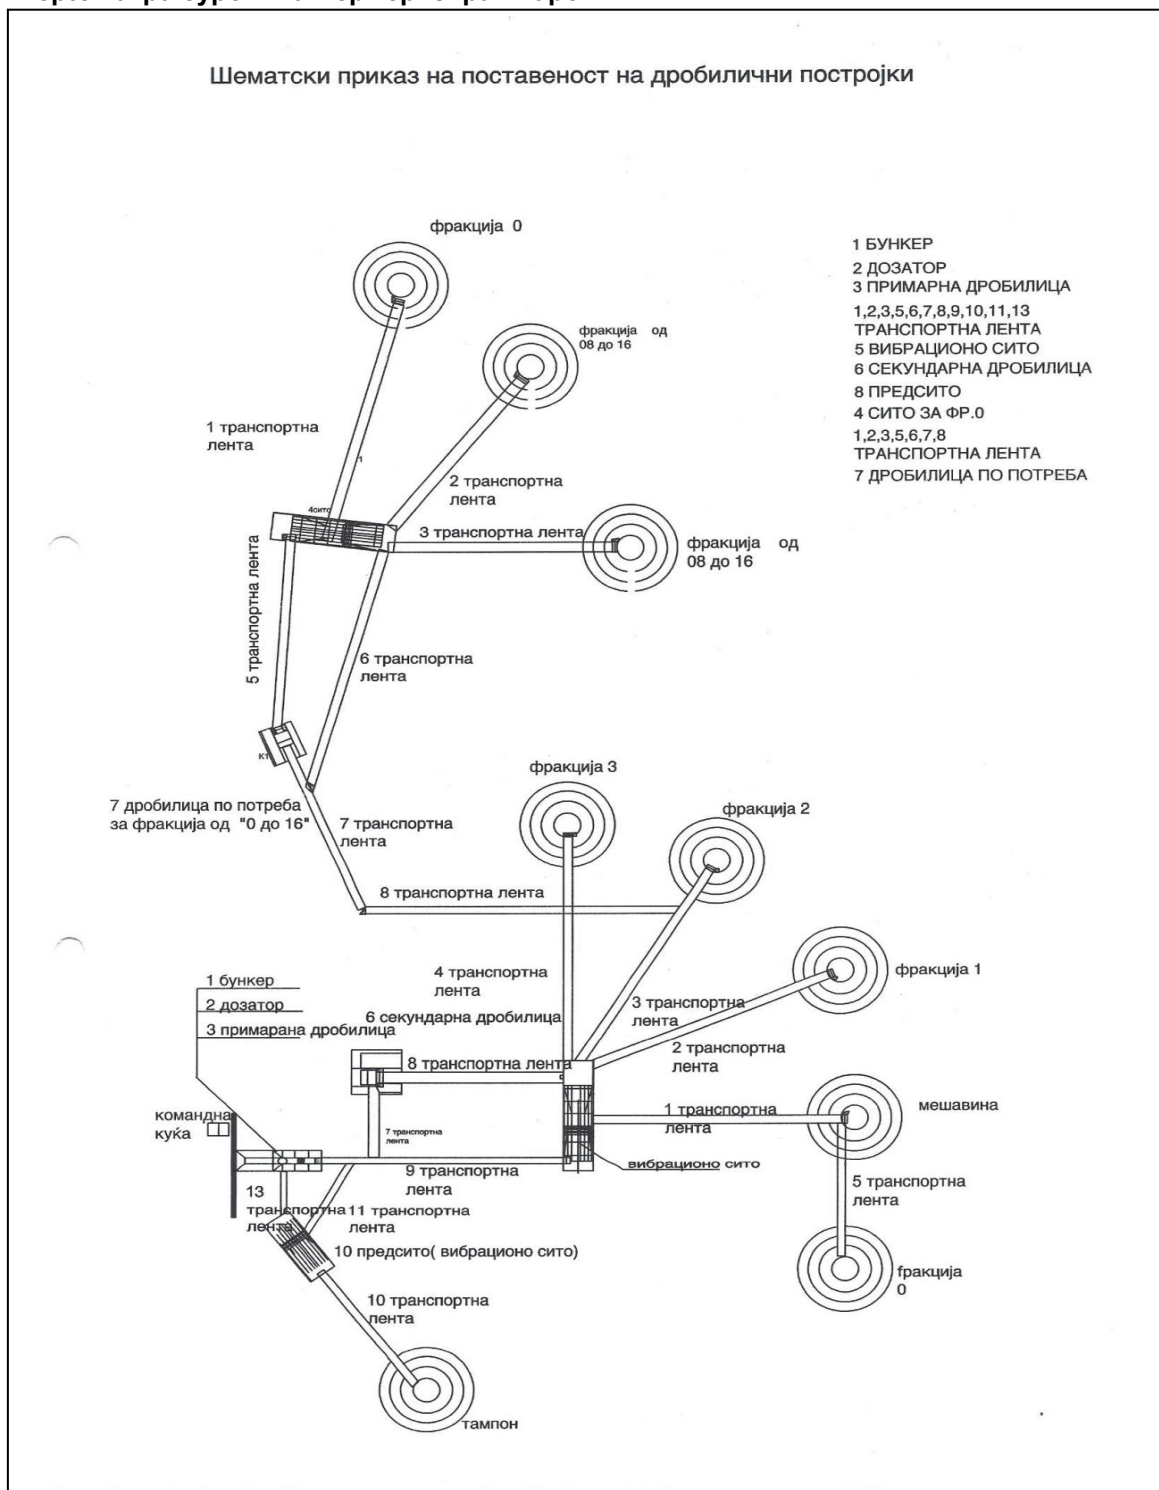 Шематски приказ на поставеност на дробилични постројки
фракција 0
1 БУНКЕР
2 ДОЗАТОР
3 ПРИМАРНА ДРОБИЛИЦА
1,2,3,5,6,7,8,9,10,11,13
ТРАНСПОРТНА ЛЕНТА
5 ВИБРАЦИОНО СИТО
6 СЕКУНДАРНА ДРОБИЛИЦА
8 ПРЕДСИТО
4 СИТО ЗА ФР.0
1,2,3,5,6,7,8
ТРАНСПОРТНА ЛЕНТА
7 ДРОБИЛИЦА ПО ПОТРЕБА
фракција од
08 до 16
1 транспортна
лента
1
2 транспортна
лента
4сито
3 транспортна лента
фракција од
08 до 16
5 транспортна лента
6 транспортна
лента
К1
7 дробилица по потреба
за фракција од "0 до 16"
7 транспортна
лента
фракција 3
фракција 2
8 транспортна лента
фракција 1
4 транспортна
лента
1 бункер
2 дозатор
3 примарана дробилица
6 секундарна дробилица
3 транспортна
лента
2 транспортна
лента
8 транспортна лента
командна
куќа
7 транспортна
лента
1 транспортна
лента
мешавина
вибрационо сито
9 транспортна
лента
5 транспортна
лента
13
транспортна
лента
11 транспортна
лента
10 предсито( вибрационо сито)
fракција
0
10 транспортна
лента
тампон